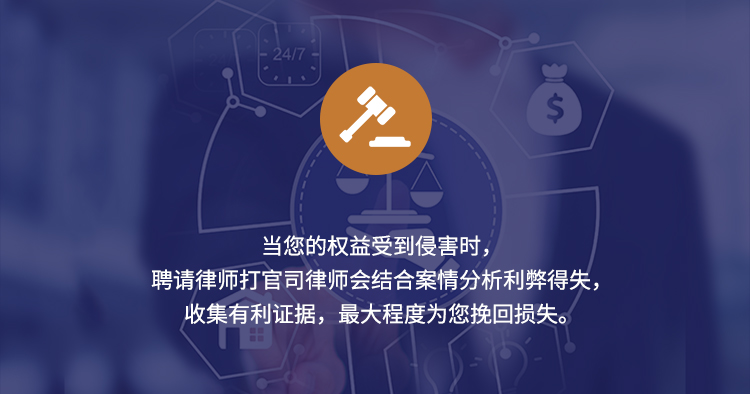 24/7
$
当您的权益受到侵害时，
聘请律师打官司律师会结合案情分析利弊得失，
收集有利证据，最大程度为您挽回损失。